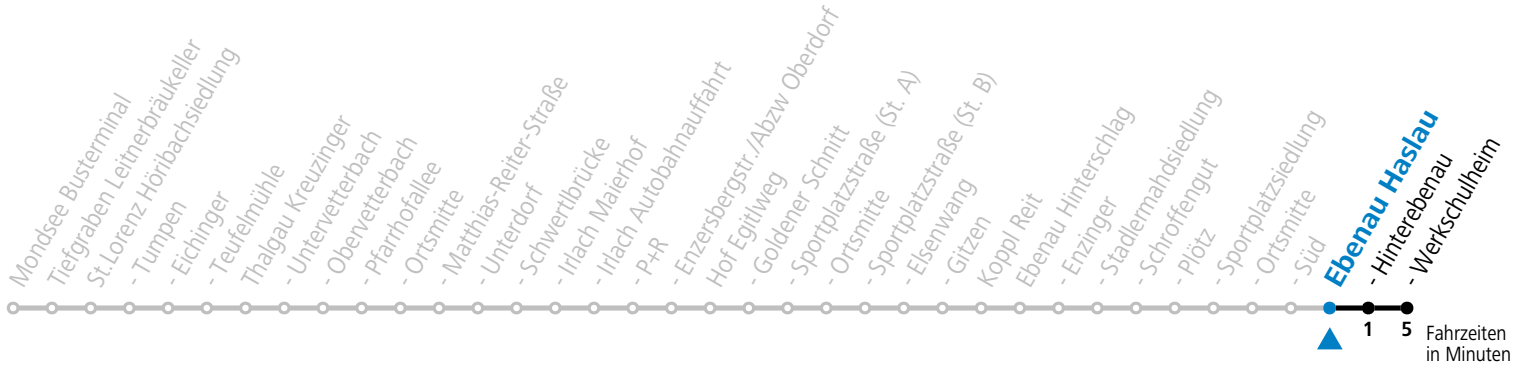 Mondsee Busterminal
Tiefgraben Leitnerbräukeller
St.Lorenz Höribachsiedlung
- Tumpen
- Eichinger
- Teufelmühle
Thalgau Kreuzinger
- Untervetterbach
- Obervetterbach
- Pfarrhofallee
- Ortsmitte
- Matthias-Reiter-Straße
- Unterdorf
- Schwertlbrücke
- Irlach Maierhof
- Irlach Autobahnauffahrt
- P+R
- Enzersbergstr./Abzw Oberdorf
Hof Egitlweg
- Goldener Schnitt
- Sportplatzstraße (St. A)
- Ortsmitte
- Sportplatzstraße (St. B)
- Elsenwang
- Gitzen
Koppl Reit
Ebenau Hinterschlag
- Enzinger
- Stadlermahdsiedlung
- Schroffengut
- Plötz
- Sportplatzsiedlung
- Ortsmitte
- Süd
Ebenau Haslau
- Hinterebenau
- Werkschulheim
1 5 Fahrzeiten
in Minuten